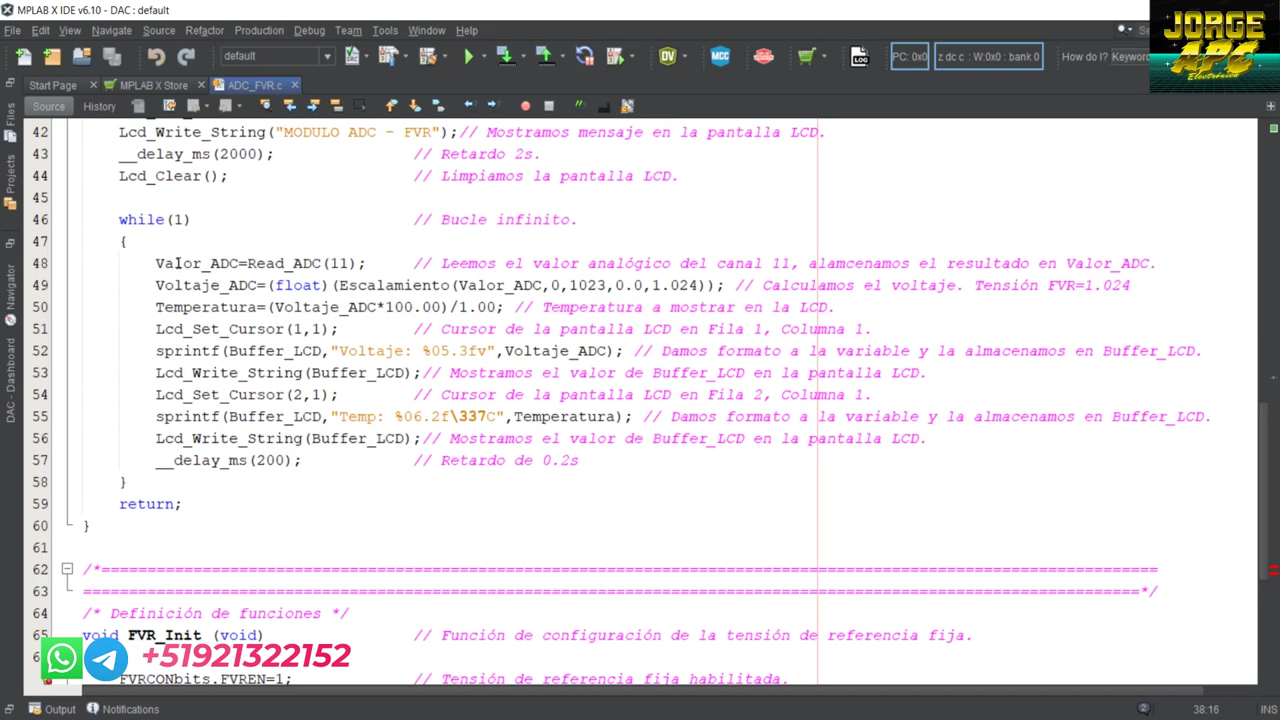 MPLAB X IDE v6.10 - DAC : default
File Edit View Navigate Source Refactor Production Debug Team Tools Window Help
default
PC: 0x0
z dc c : W:0x0 : bank 0
How do I?
Keyword
JORGE
APC
Electrónica
Start Page
MPLAB X Store
ADC_FVR.c
Source
History
Files
Projects
Navigator
DAC - Dashboard
42 Lcd_Write_String("MODULO ADC - FVR");// Mostramos mensaje en la pantalla LCD.
43 __delay_ms(2000); // Retardo 2s.
44 Lcd_Clear(); // Limpiamos la pantalla LCD.
45
46 while(1) // Bucle infinito.
47 {
48 Valor_ADC=Read_ADC(11); // Leemos el valor analógico del canal 11, alamcenamos el resultado en Valor_ADC.
49 Voltaje_ADC=(float)(Escalamiento(Valor_ADC,0,1023,0.0,1.024)); // Calculamos el voltaje. Tensión FVR=1.024
50 Temperatura=(Voltaje_ADC*100.00)/1.00; // Temperatura a mostrar en la LCD.
51 Lcd_Set_Cursor(1,1); // Cursor de la pantalla LCD en Fila 1, Columna 1.
52 sprintf(Buffer_LCD,"Voltaje: %05.3fv",Voltaje_ADC); // Damos formato a la variable y la almacenamos en Buffer_LCD.
53 Lcd_Write_String(Buffer_LCD);// Mostramos el valor de Buffer_LCD en la pantalla LCD.
54 Lcd_Set_Cursor(2,1); // Cursor de la pantalla LCD en Fila 2, Columna 1.
55 sprintf(Buffer_LCD,"Temp: %06.2f\337C",Temperatura); // Damos formato a la variable y la almacenamos en Buffer_LCD.
56 Lcd_Write_String(Buffer_LCD);// Mostramos el valor de Buffer_LCD en la pantalla LCD.
57 __delay_ms(200); // Retardo de 0.2s
58 }
59 return;
60 }
61
62 /*====================================================================================================================
63 ====================================================================================================================*/
64 /* Definición de funciones */
65 void FVR_Init (void) // Función de configuración de la tensión de referencia fija.
FVRCONbits.FVREN=1; // Tensión de referencia fija habilitada.
+51921322152
Output
Notifications
2
38:16
INS